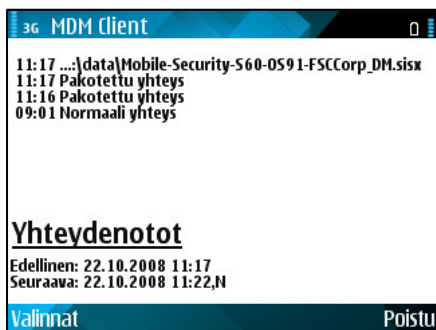 3G MDM Client
11:17 ...:\data\Mobile-Security-S60-OS91-FSCCorp_DM.sisx
11:17 Pakotettu yhteys
11:16 Pakotettu yhteys
09:01 Normaali yhteys
Yhteydenotot
Edellinen: 22.10.2008 11:17
Seuraava: 22.10.2008 11:22,N
Valinnat Poistu